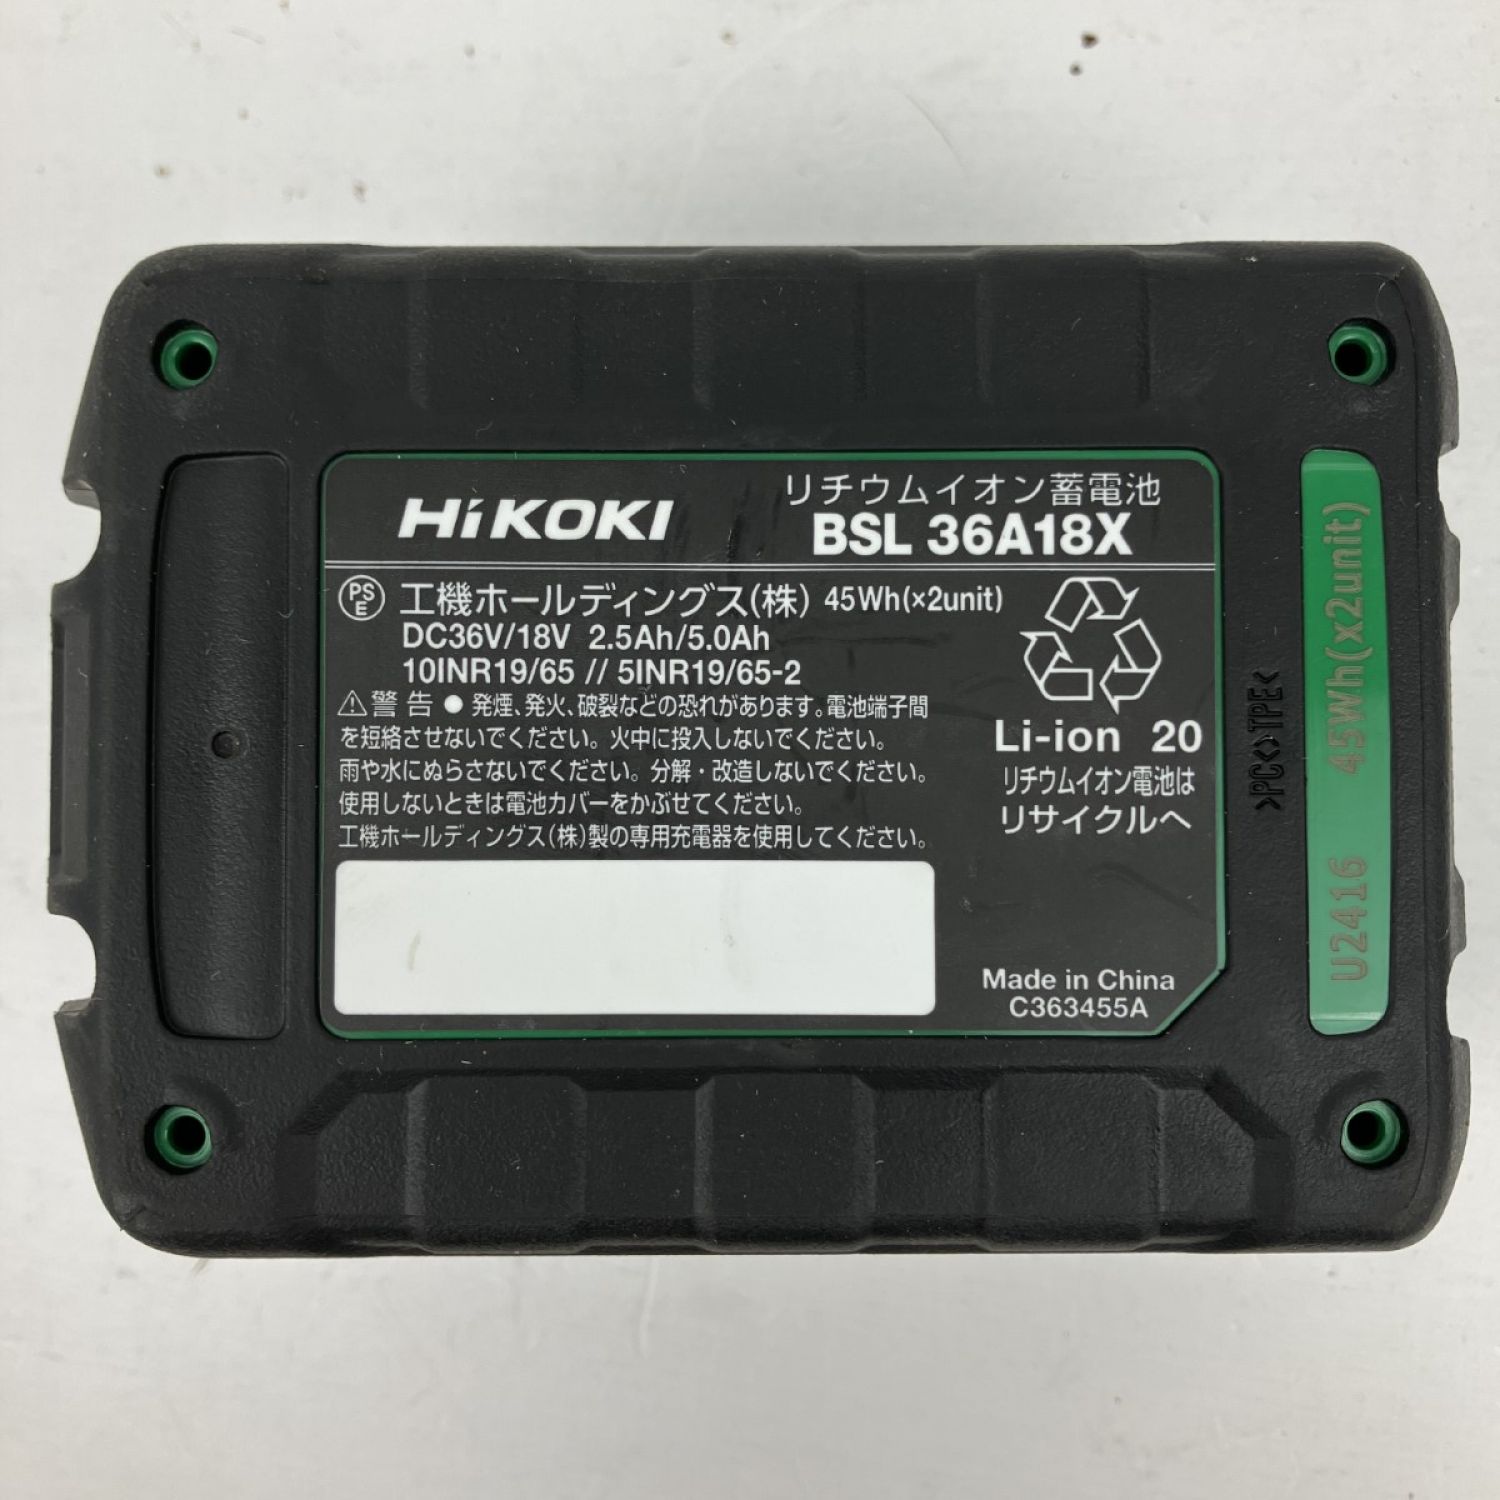 HiKOKI
リチウムイオン蓄電池
BSL 36A18X
PS
E
工機ホールディングス(株) 45Wh(×2unit)
DC36V/18V 2.5Ah/5.0Ah
10INR19/65 // 5INR19/65-2
⚠警告 ● 発煙、発火、破裂などの恐れがあります。電池端子間
を短絡させないでください。火中に投入しないでください。
雨や水にぬらさないでください。分解・改造しないでください。
使用しないときは電池カバーをかぶせてください。
工機ホールディングス(株)製の専用充電器を使用してください。
Li-ion 20
リチウムイオン電池は
リサイクルへ
Made in China
C363455A
>PC<>TPE<
U2416 45Wh(x2unit)